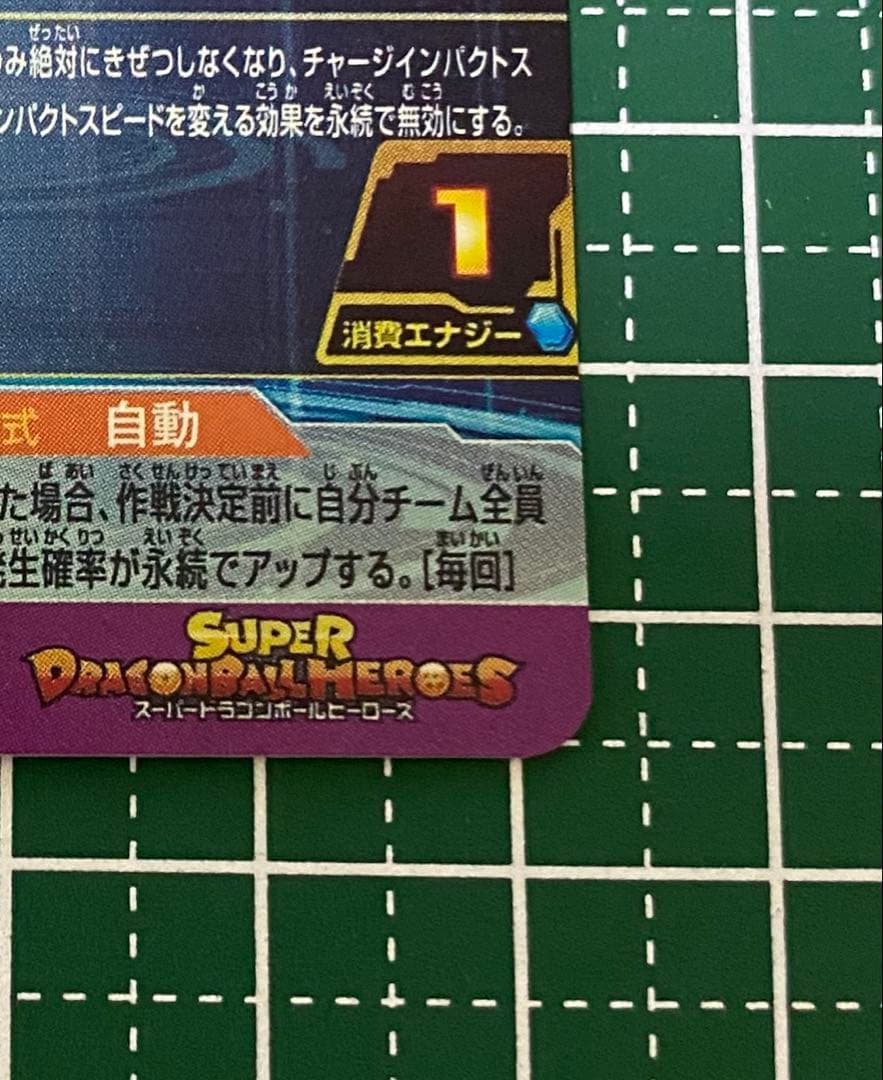 み絶対にきぜつしなくなり、チャージインパクトス
ンパクトスピードを変える効果を永続で無効にする。
1
消費エナジー
式 自動
た場合、作戦決定前に自分チーム全員
発生確率が永続でアップする。[毎回]
SUPER
DRAGONBALL HEROES
スーパードラゴンボールヒーローズ